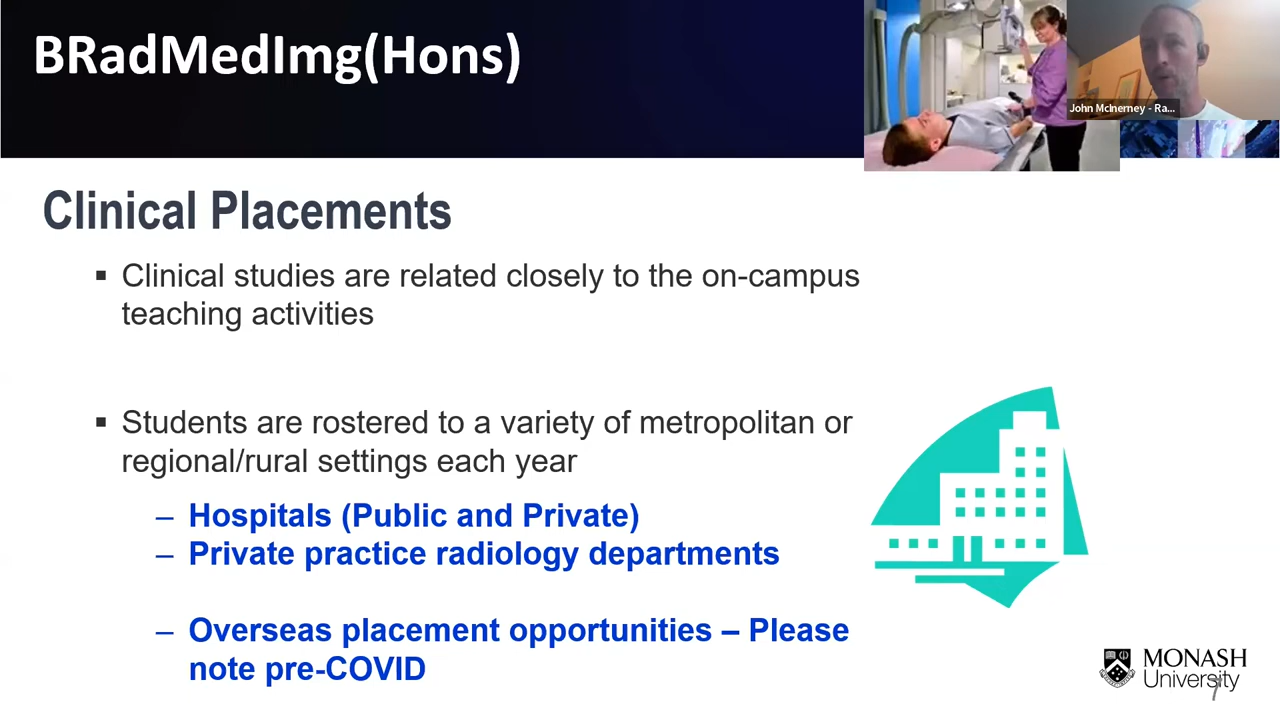 BRadMedImg(Hons)
John McInerney - Ra...
Clinical Placements
▪ Clinical studies are related closely to the on-campus
teaching activities
▪ Students are rostered to a variety of metropolitan or
regional/rural settings each year
– Hospitals (Public and Private)
– Private practice radiology departments
– Overseas placement opportunities – Please
note pre-COVID
MONASH
University
7